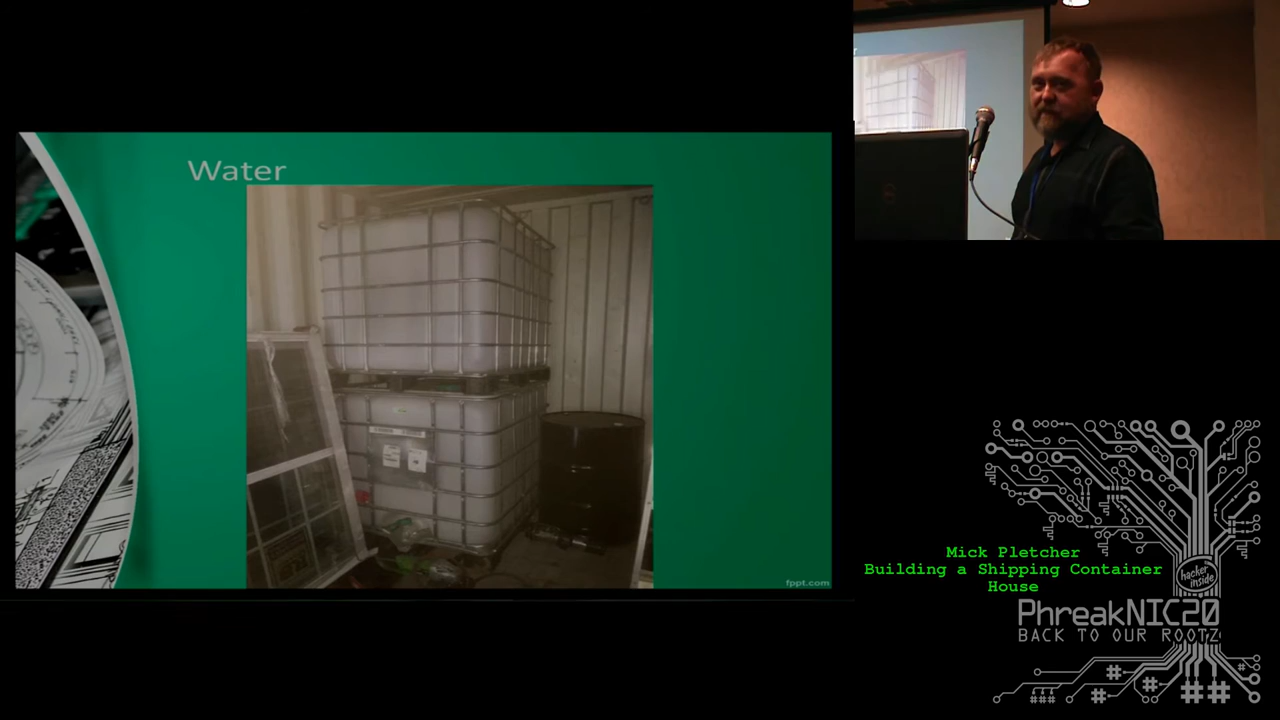 Water
fppt.com
Mick Pletcher
Building a Shipping Container
House
hacker
inside
PhreakNIC20
BACK TO OUR ROOTZ